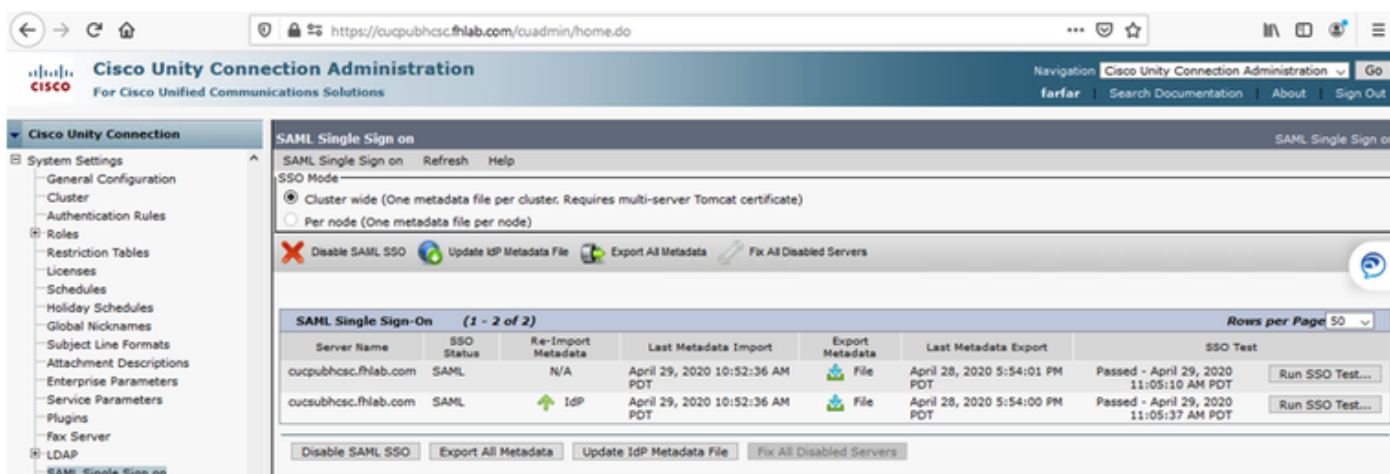 https://cucpubhcsc.fhlab.com/cuadmin/home.do
Cisco Unity Connection Administration
For Cisco Unified Communications Solutions
CISCO
Navigation Cisco Unity Connection Administration Go
farfar | Search Documentation | About | Sign Out
Cisco Unity Connection
System Settings
General Configuration
Cluster
Authentication Rules
Roles
Restriction Tables
Licenses
Schedules
Holiday Schedules
Global Nicknames
Subject Line Formats
Attachment Descriptions
Enterprise Parameters
Service Parameters
Plugins
Fax Server
LDAP
SAML Single Sign on
SAML Single Sign on
SAML Single Sign o
SAML Single Sign on Refresh Help
SSO Mode
Cluster wide (One metadata file per cluster. Requires multi-server Tomcat certificate)
Per node (One metadata file per node)
Disable SAML SSO Update IdP Metadata File Export All Metadata Fix All Disabled Servers
SAML Single Sign-On (1 - 2 of 2) Rows per Page 50
Server Name SSO Status Re-Import Metadata Last Metadata Import Export Metadata Last Metadata Export SSO Test
cucpubhcsc.fhlab.com SAML N/A April 29, 2020 10:52:36 AM PDT File April 28, 2020 5:54:01 PM PDT Passed - April 29, 2020 11:05:10 AM PDT Run SSO Test...
cucsubhcsc.fhlab.com SAML IdP April 29, 2020 10:52:36 AM PDT File April 28, 2020 5:54:00 PM PDT Passed - April 29, 2020 11:05:37 AM PDT Run SSO Test...
Disable SAML SSO Export All Metadata Update IdP Metadata File Fix All Disabled Servers